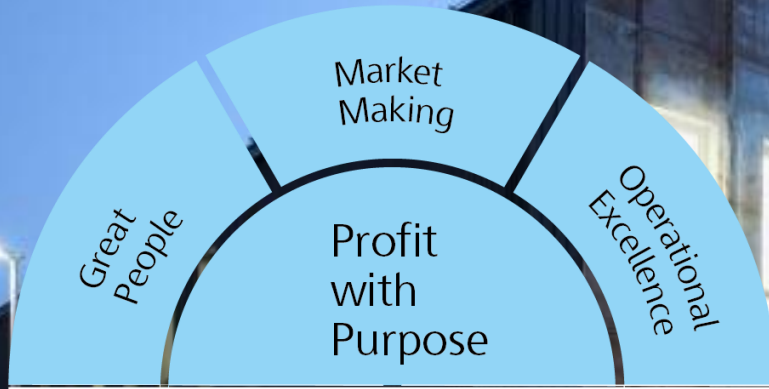 Great
People
Market
Making
Operational
Excellence
Profit
with
Purpose